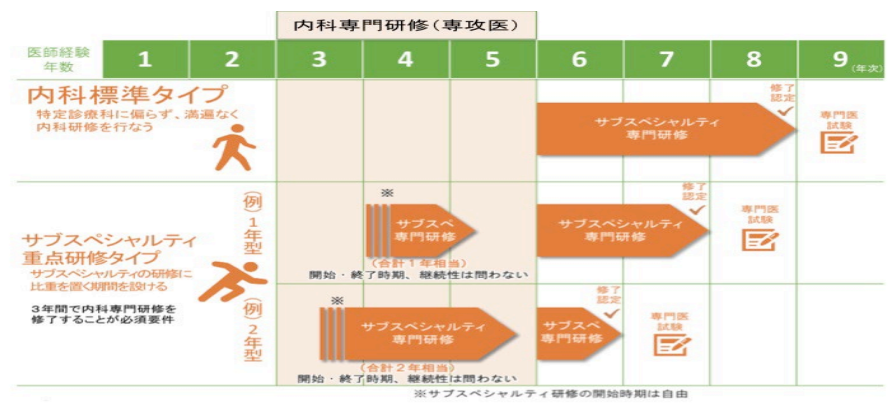 内科専門研修（専攻医）
医師経験
年数
1
2
3
4
5
6
7
8
9
(年次)
内科標準タイプ
特定診療科に偏らず、満遍なく
内科研修を行なう
サブスペシャルティ
専門研修
修了
認定
専門医
試験
サブスペシャルティ
重点研修タイプ
サブスペシャルティの研修に
比重を置く期間を設ける
3年間で内科専門研修を
修了することが必須要件
(例)1年型
※
サブスペ
専門研修
(合計1年相当)
開始・終了時期、継続性は問わない
サブスペシャルティ
専門研修
修了
認定
専門医
試験
(例)2年型
※
サブスペシャルティ
専門研修
(合計2年相当)
開始・終了時期、継続性は問わない
サブスペ
専門研修
修了
認定
専門医
試験
※サブスペシャルティ研修の開始時期は自由